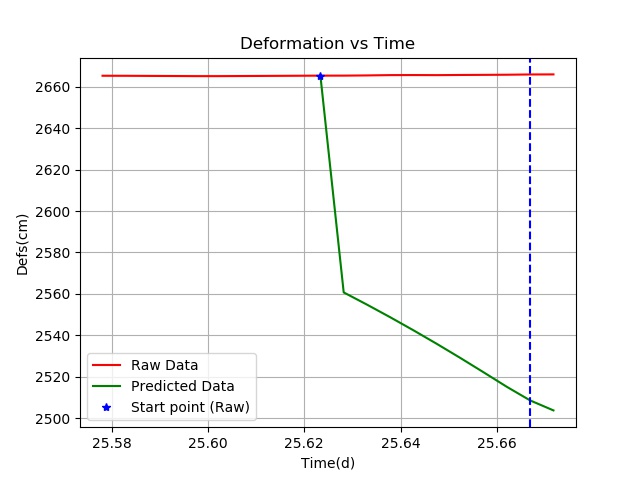 Deformation vs Time
Defs(cm)
2660
2640
2620
2600
2580
2560
2540
2520
2500
Raw Data
Predicted Data
Start point (Raw)
25.58 25.60 25.62 25.64 25.66
Time(d)